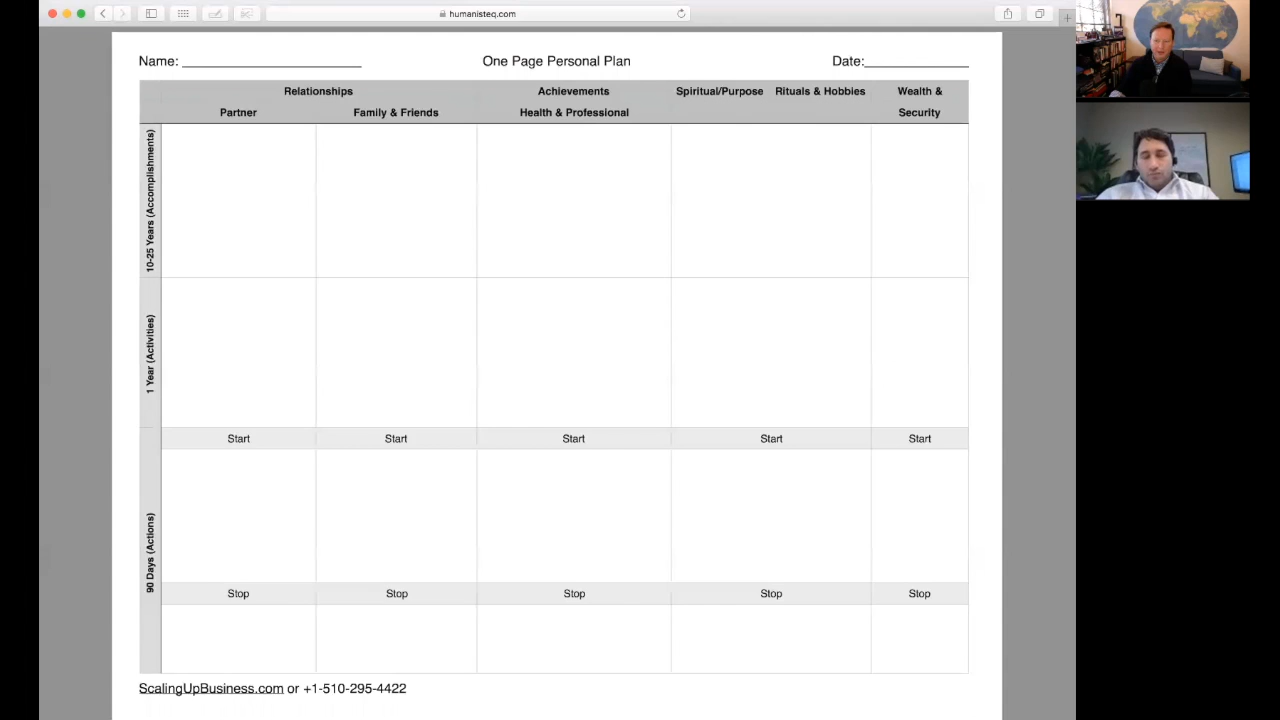 humanisteq.com
Name: ______________________ One Page Personal Plan Date:_____________
Relationships Achievements Spiritual/Purpose Rituals & Hobbies Wealth &
Partner Family & Friends Health & Professional Security
10-25 Years (Accomplishments)
1 Year (Activities)
Start Start Start Start Start
90 Days (Actions)
Stop Stop Stop Stop Stop
ScalingUpBusiness.com or +1-510-295-4422